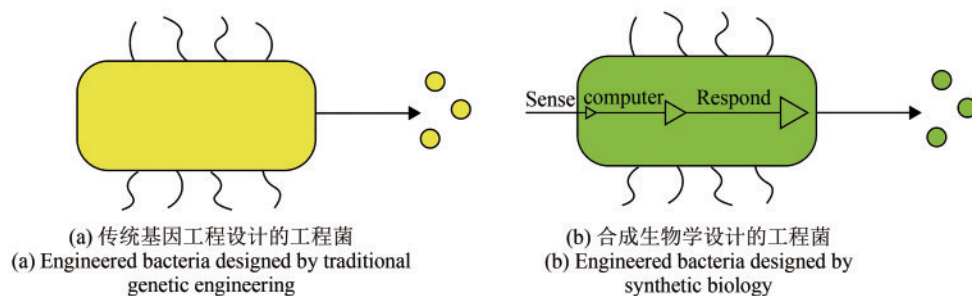 Sense computer Respond
(a) 传统基因工程设计的工程菌
(a) Engineered bacteria designed by traditional
genetic engineering
(b) 合成生物学设计的工程菌
(b) Engineered bacteria designed by
synthetic biology